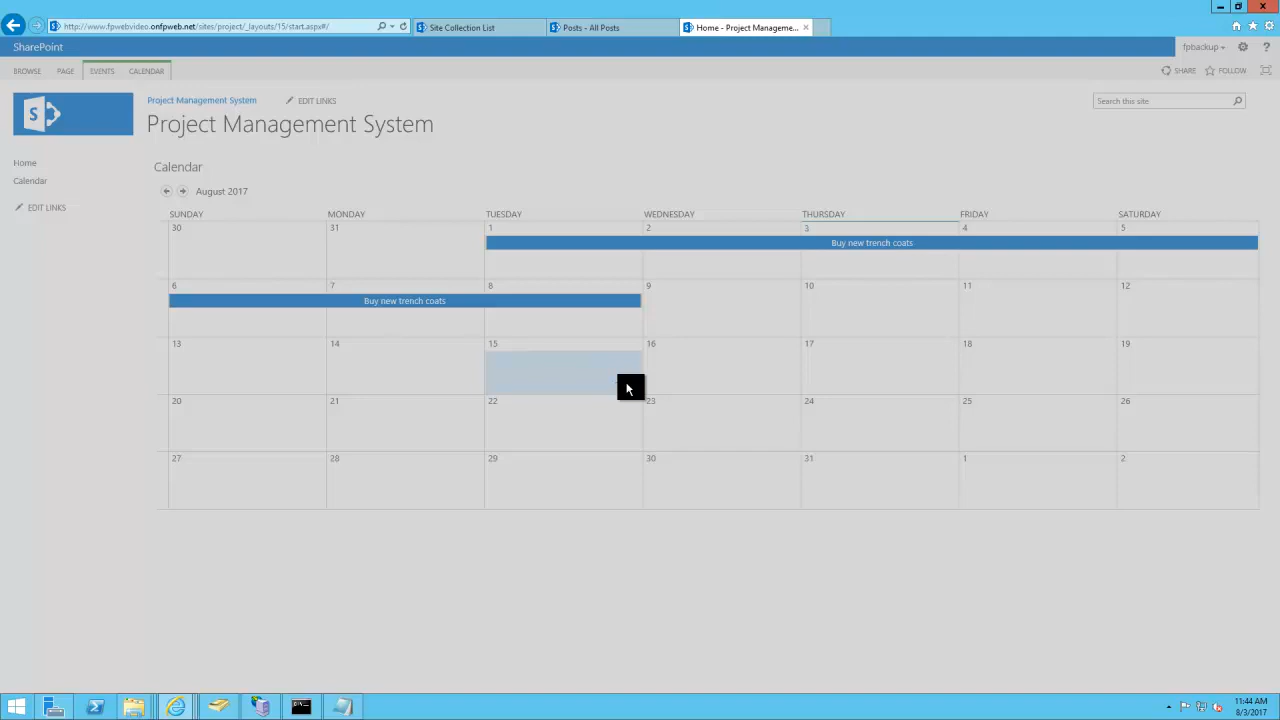 http://www.fpwebvideo.onfpweb.net/sites/project/_layouts/15/start.aspx#/
Site Collection List
Posts - All Posts
Home - Project Manageme...
SharePoint
fpbackup
BROWSE PAGE EVENTS CALENDAR
SHARE FOLLOW
Project Management System
EDIT LINKS
Search this site
Project Management System
Home
Calendar
EDIT LINKS
Calendar
August 2017
SUNDAY MONDAY TUESDAY WEDNESDAY THURSDAY FRIDAY SATURDAY
30 31 1 2 3 4 5
Buy new trench coats
6 7 8 9 10 11 12
Buy new trench coats
13 14 15 16 17 18 19
20 21 22 23 24 25 26
27 28 29 30 31 1 2
11:44 AM
8/3/2017